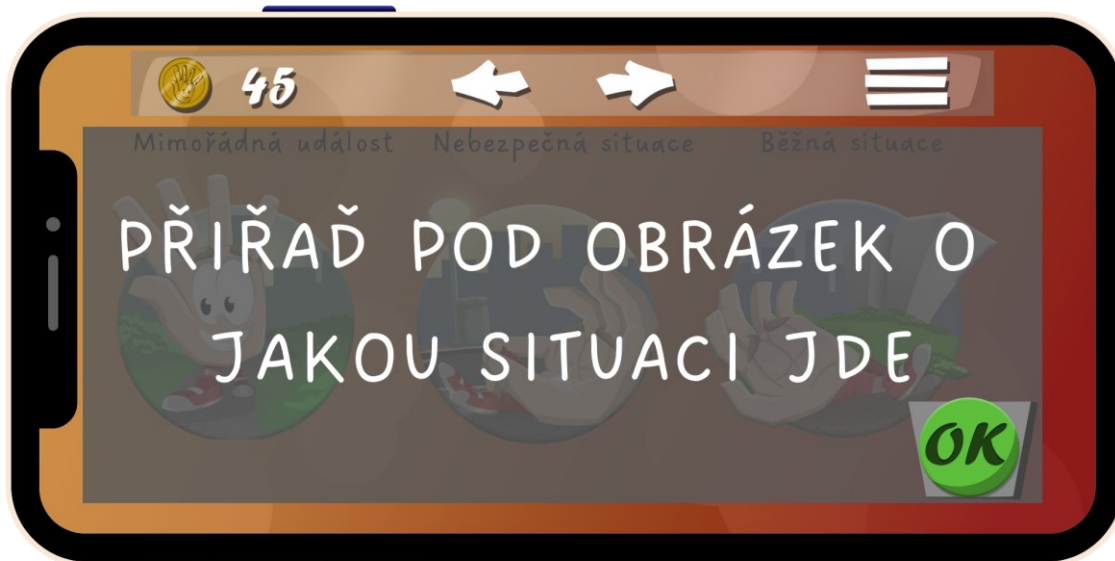 45
Mimořádná událost Nebezpečná situace Běžná situace
PŘIŘAĎ POD OBRÁZEK O
JAKOU SITUACI JDE
OK